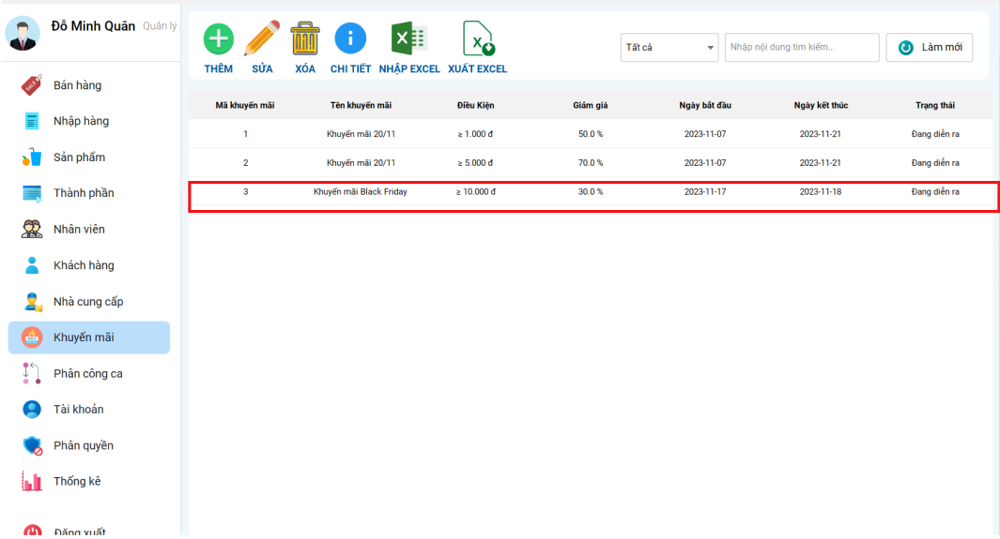 Đỗ Minh Quân Quản lý
THÊM SỬA XÓA CHI TIẾT NHẬP EXCEL XUẤT EXCEL
Tất cả Nhập nội dung tìm kiếm... Làm mới
Bán hàng
Nhập hàng
Sản phẩm
Thành phần
Nhân viên
Khách hàng
Nhà cung cấp
Khuyến mãi
Phân công ca
Tài khoản
Phân quyền
Thống kê
Đăng xuất
Mã khuyến mãi Tên khuyến mãi Điều Kiện Giảm giá Ngày bắt đầu Ngày kết thúc Trạng thái
1 Khuyến mãi 20/11 ≥ 1.000 đ 50.0 % 2023-11-07 2023-11-21 Đang diễn ra
2 Khuyến mãi 20/11 ≥ 5.000 đ 70.0 % 2023-11-07 2023-11-21 Đang diễn ra
3 Khuyến mãi Black Friday ≥ 10.000 đ 30.0 % 2023-11-17 2023-11-18 Đang diễn ra